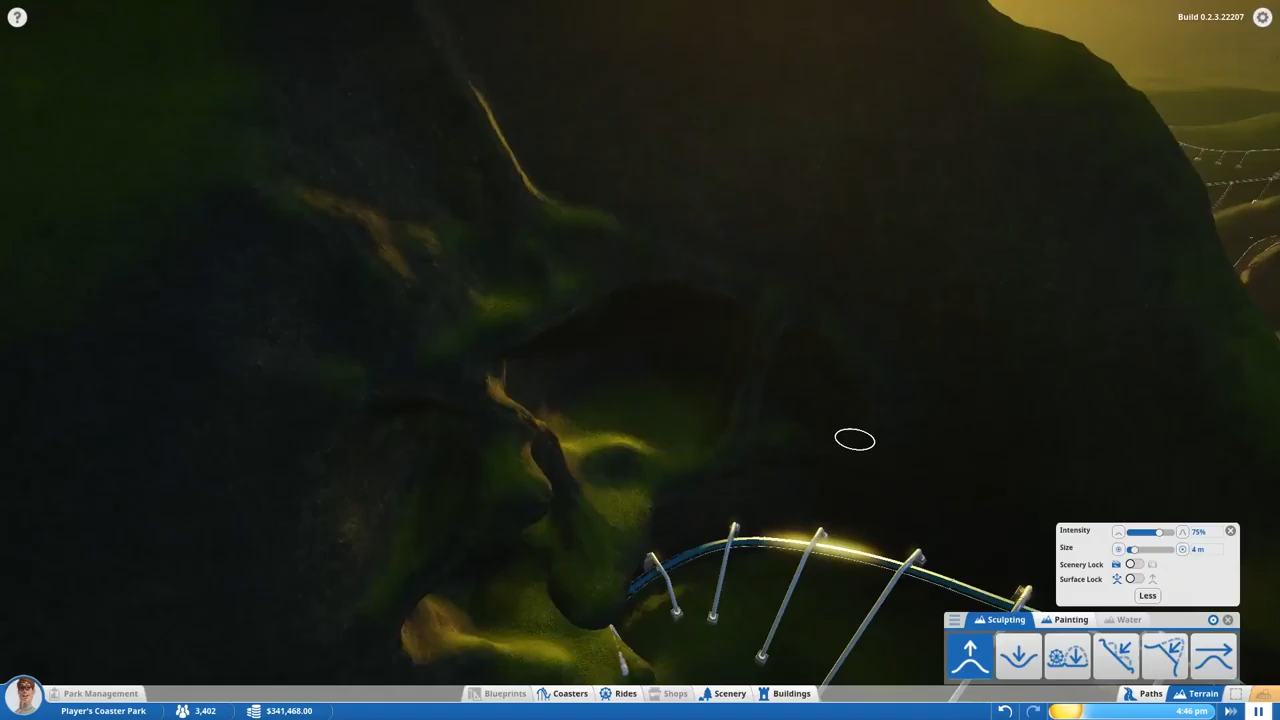 ?
Build 0.2.3.22207
Intensity 75%
Size 4 m
Scenery Lock
Surface Lock
Less
Sculpting Painting Water
Park Management Blueprints Coasters Rides Shops Scenery Buildings Paths Terrain
Player's Coaster Park 3,402 $341,468.00 4:46 pm